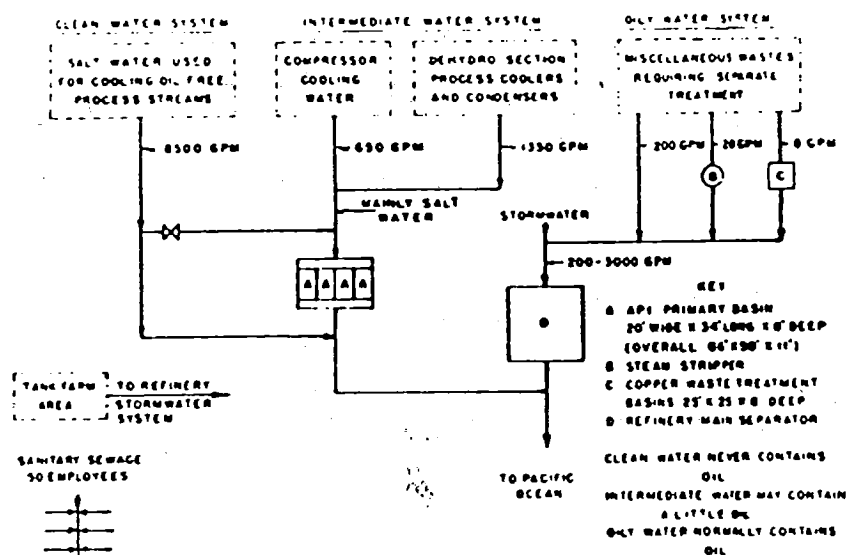 CLEAN WATER SYSTEM
INTERMEDIATE WATER SYSTEM
OILY WATER SYSTEM
SALT WATER USED
FOR COOLING OIL FREE
PROCESS STREAMS
COMPRESSOR
COOLING
WATER
DEHYDRO SECTION
PROCESS COOLERS
AND CONDENSERS
MISCELLANEOUS WASTES
REQUIRING SEPARATE
TREATMENT
8500 GPM
650 GPM
1350 GPM
200 GPM
20 GPM
8 GPM
B
C
MAINLY SALT
WATER
STORMWATER
A A A A
200-3000 GPM
D
KEY
A API PRIMARY BASIN
20' WIDE X 54' LONG X 8' DEEP
(OVERALL 84' X 98' X 11')
B STEAM STRIPPER
C COPPER WASTE TREATMENT
BASINS 25' X 25' X 8' DEEP
D REFINERY MAIN SEPARATOR
TANK FARM
AREA
TO REFINERY
STORMWATER
SYSTEM
SANITARY SEWAGE
50 EMPLOYEES
TO PACIFIC
OCEAN
CLEAN WATER NEVER CONTAINS
OIL
INTERMEDIATE WATER MAY CONTAIN
A LITTLE OIL
OILY WATER NORMALLY CONTAINS
OIL